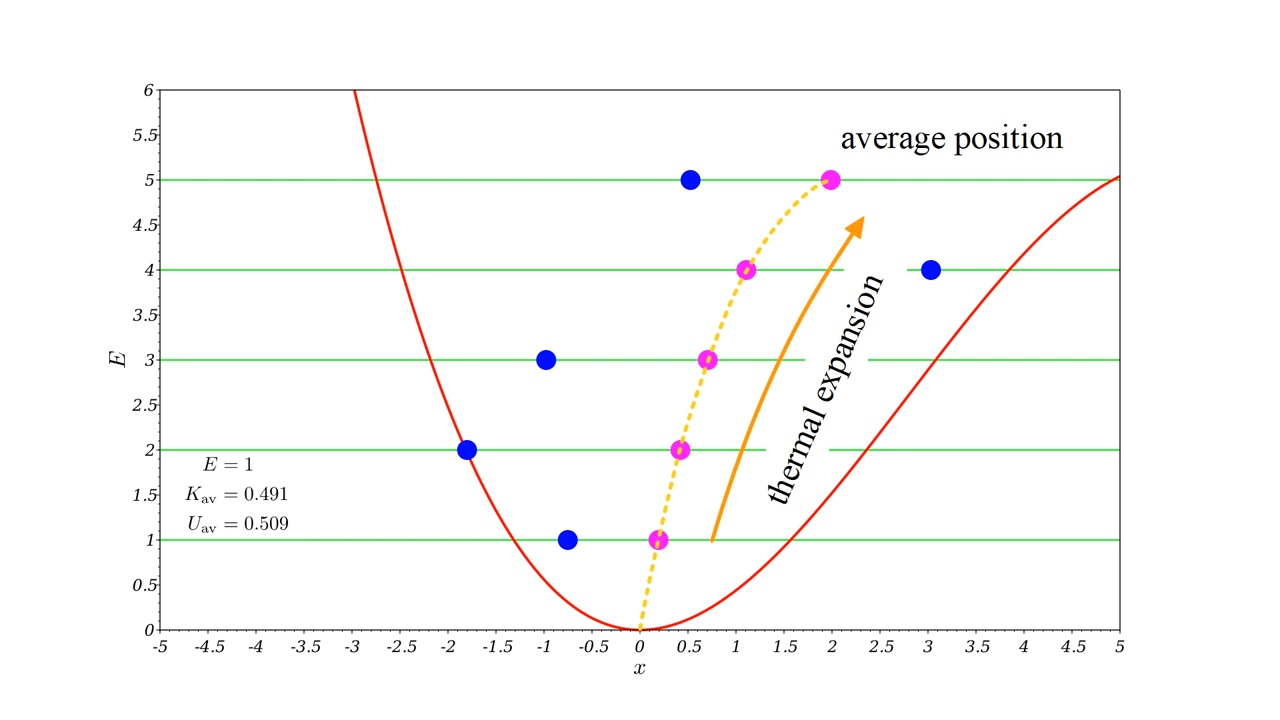 average position
thermal expansion
E = 1
K_av = 0.491
U_av = 0.509
E
6
5.5
5
4.5
4
3.5
3
2.5
2
1.5
1
0.5
0
-5 -4.5 -4 -3.5 -3 -2.5 -2 -1.5 -1 -0.5 0 0.5 1 1.5 2 2.5 3 3.5 4 4.5 5
x